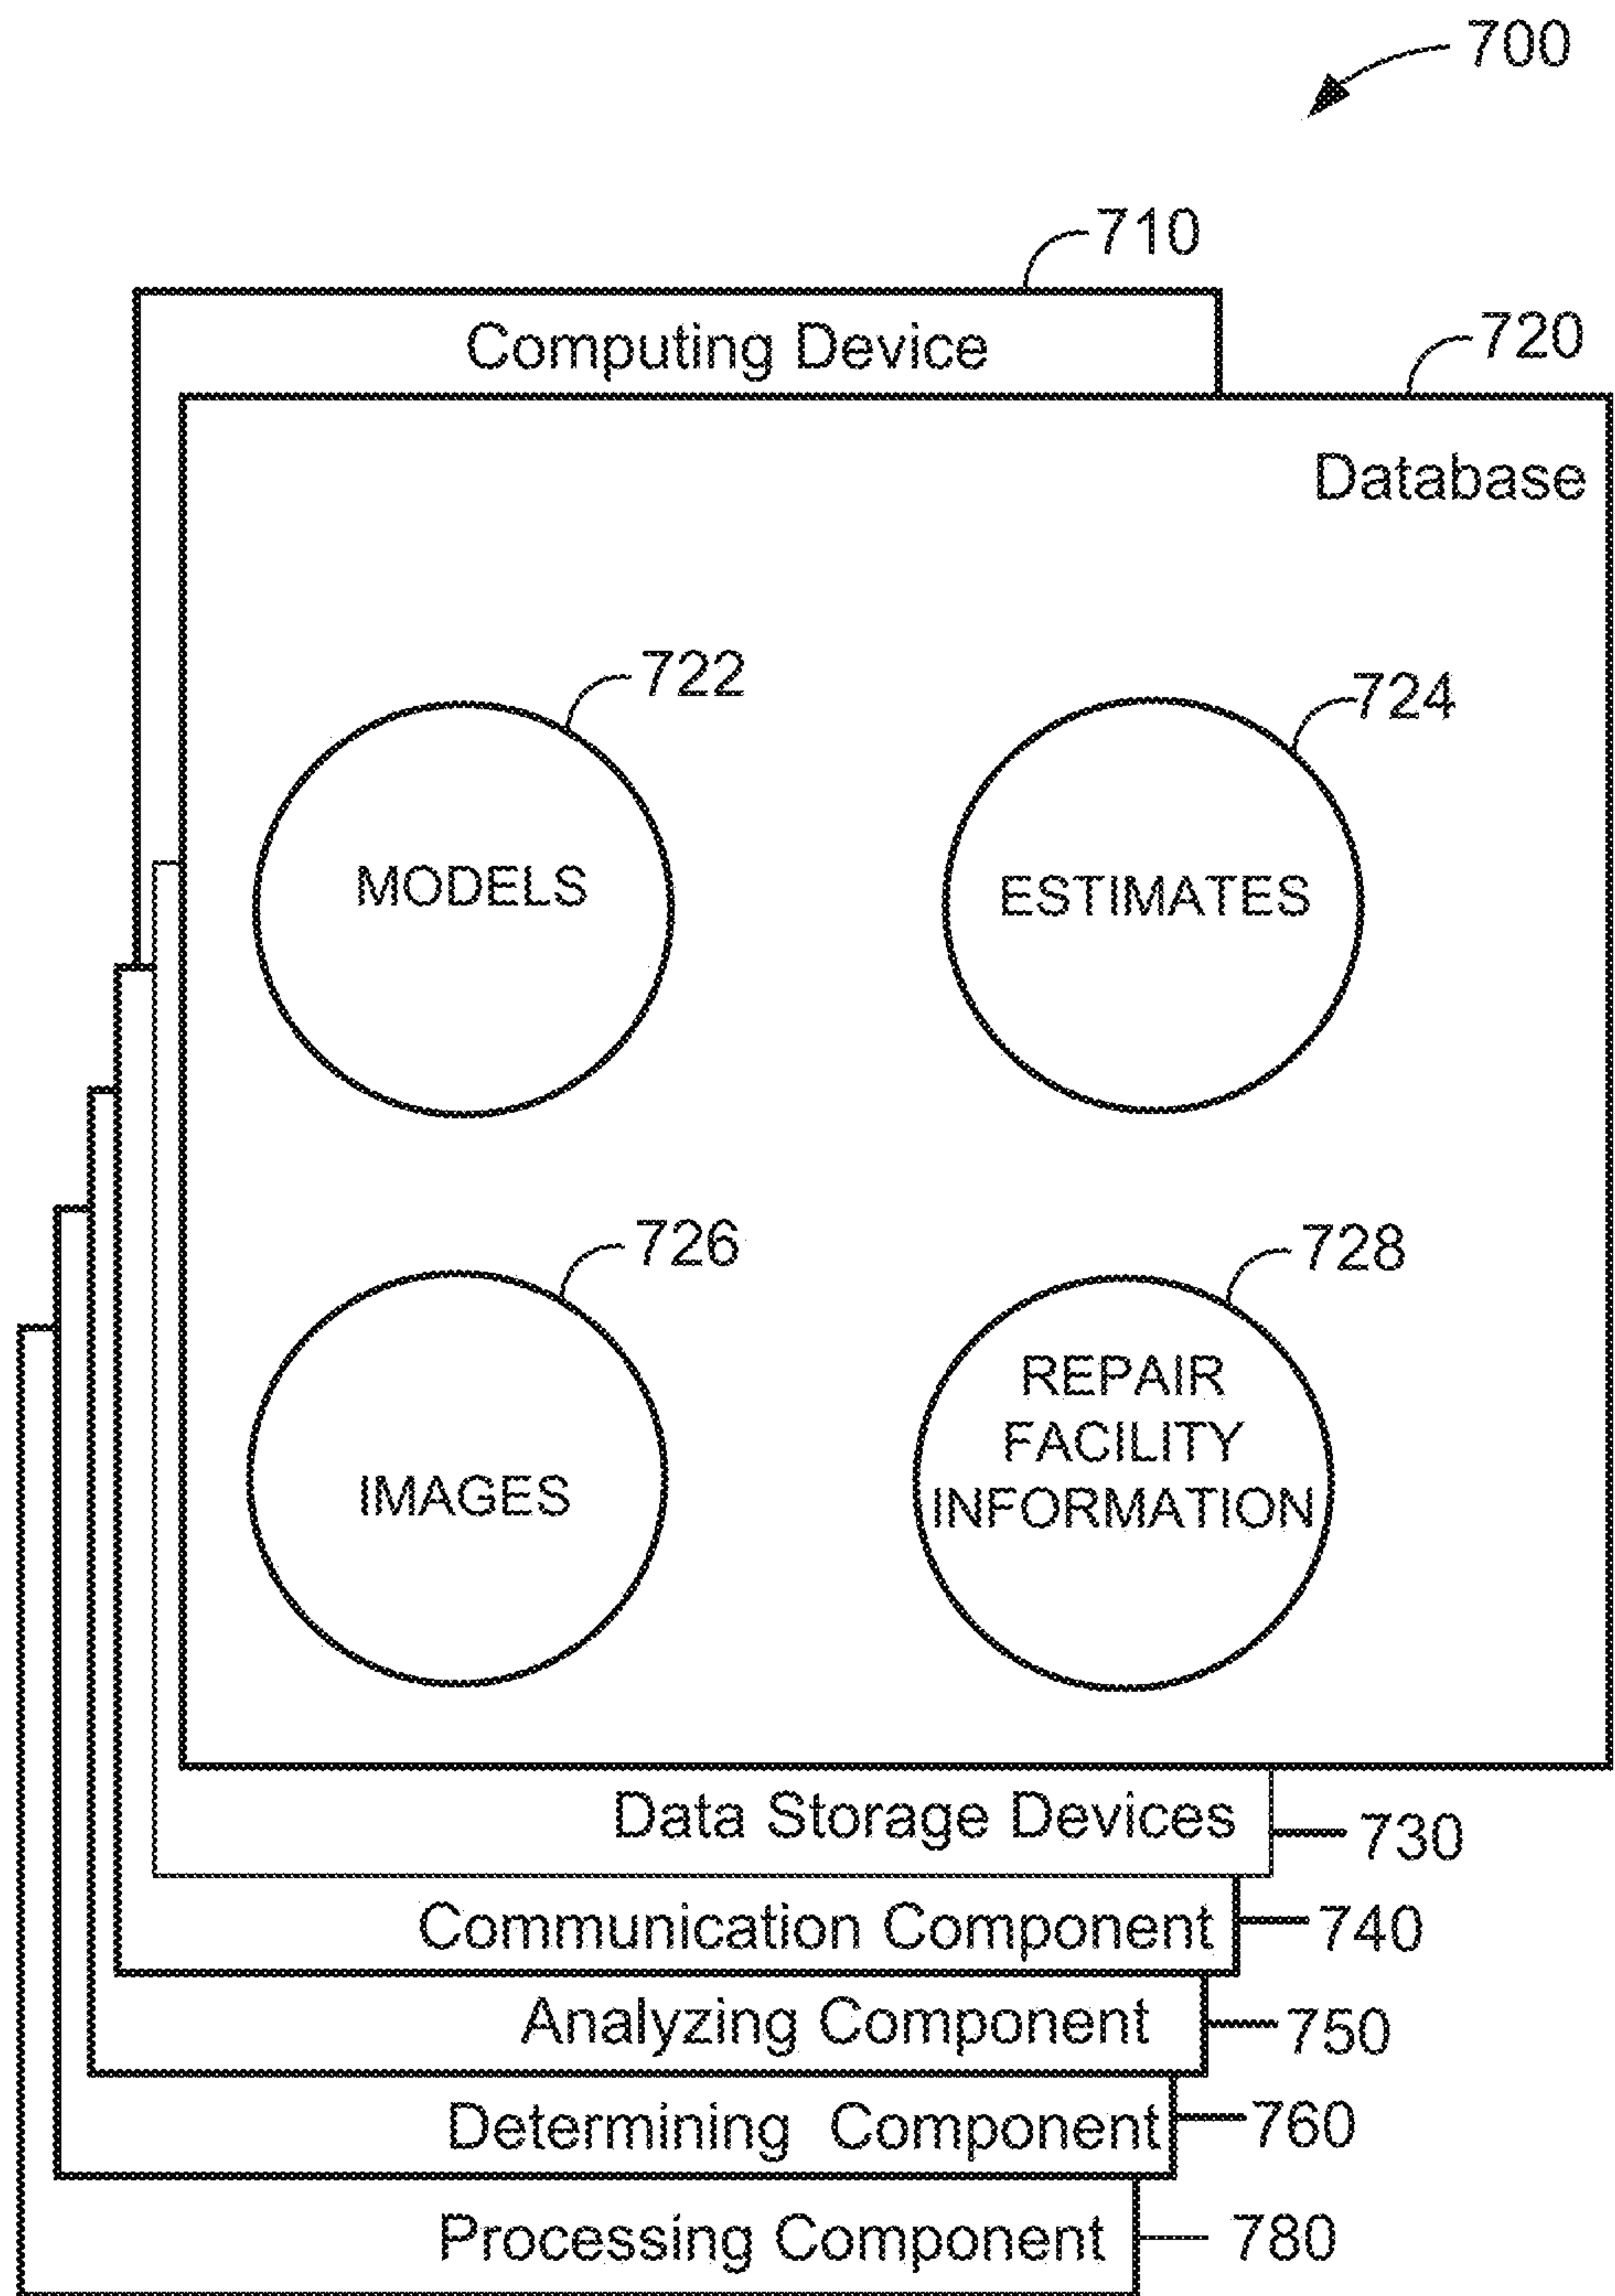 700
710
Computing Device
720
Database
722
724
MODELS
ESTIMATES
726
728
IMAGES
REPAIR
FACILITY
INFORMATION
Data Storage Devices
730
Communication Component
740
Analyzing Component
750
Determining Component
760
Processing Component
780